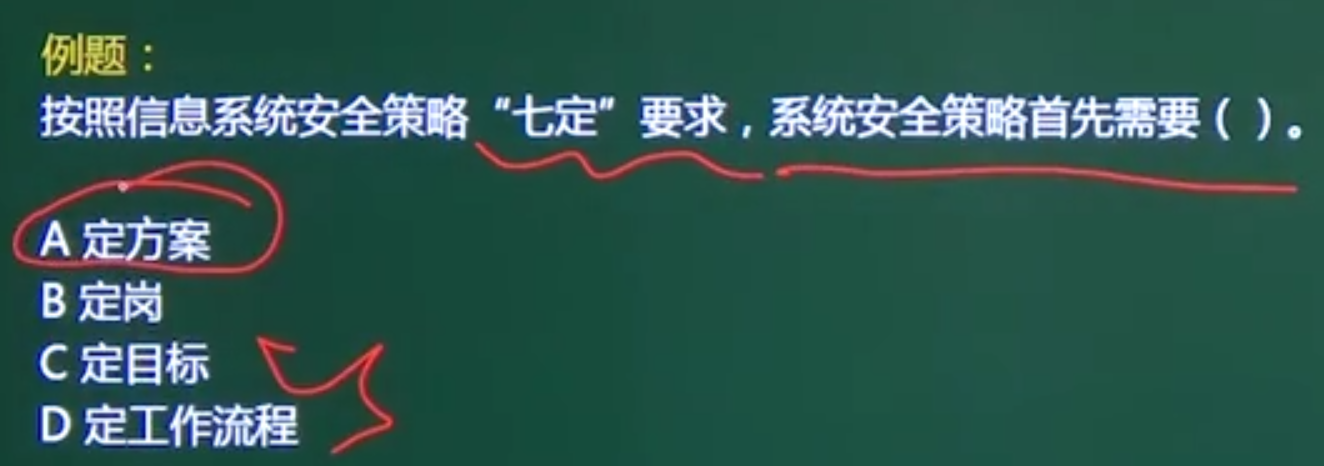 例题：
按照信息系统安全策略“七定”要求，系统安全策略首先需要（ ）。
A 定方案
B 定岗
C 定目标
D 定工作流程